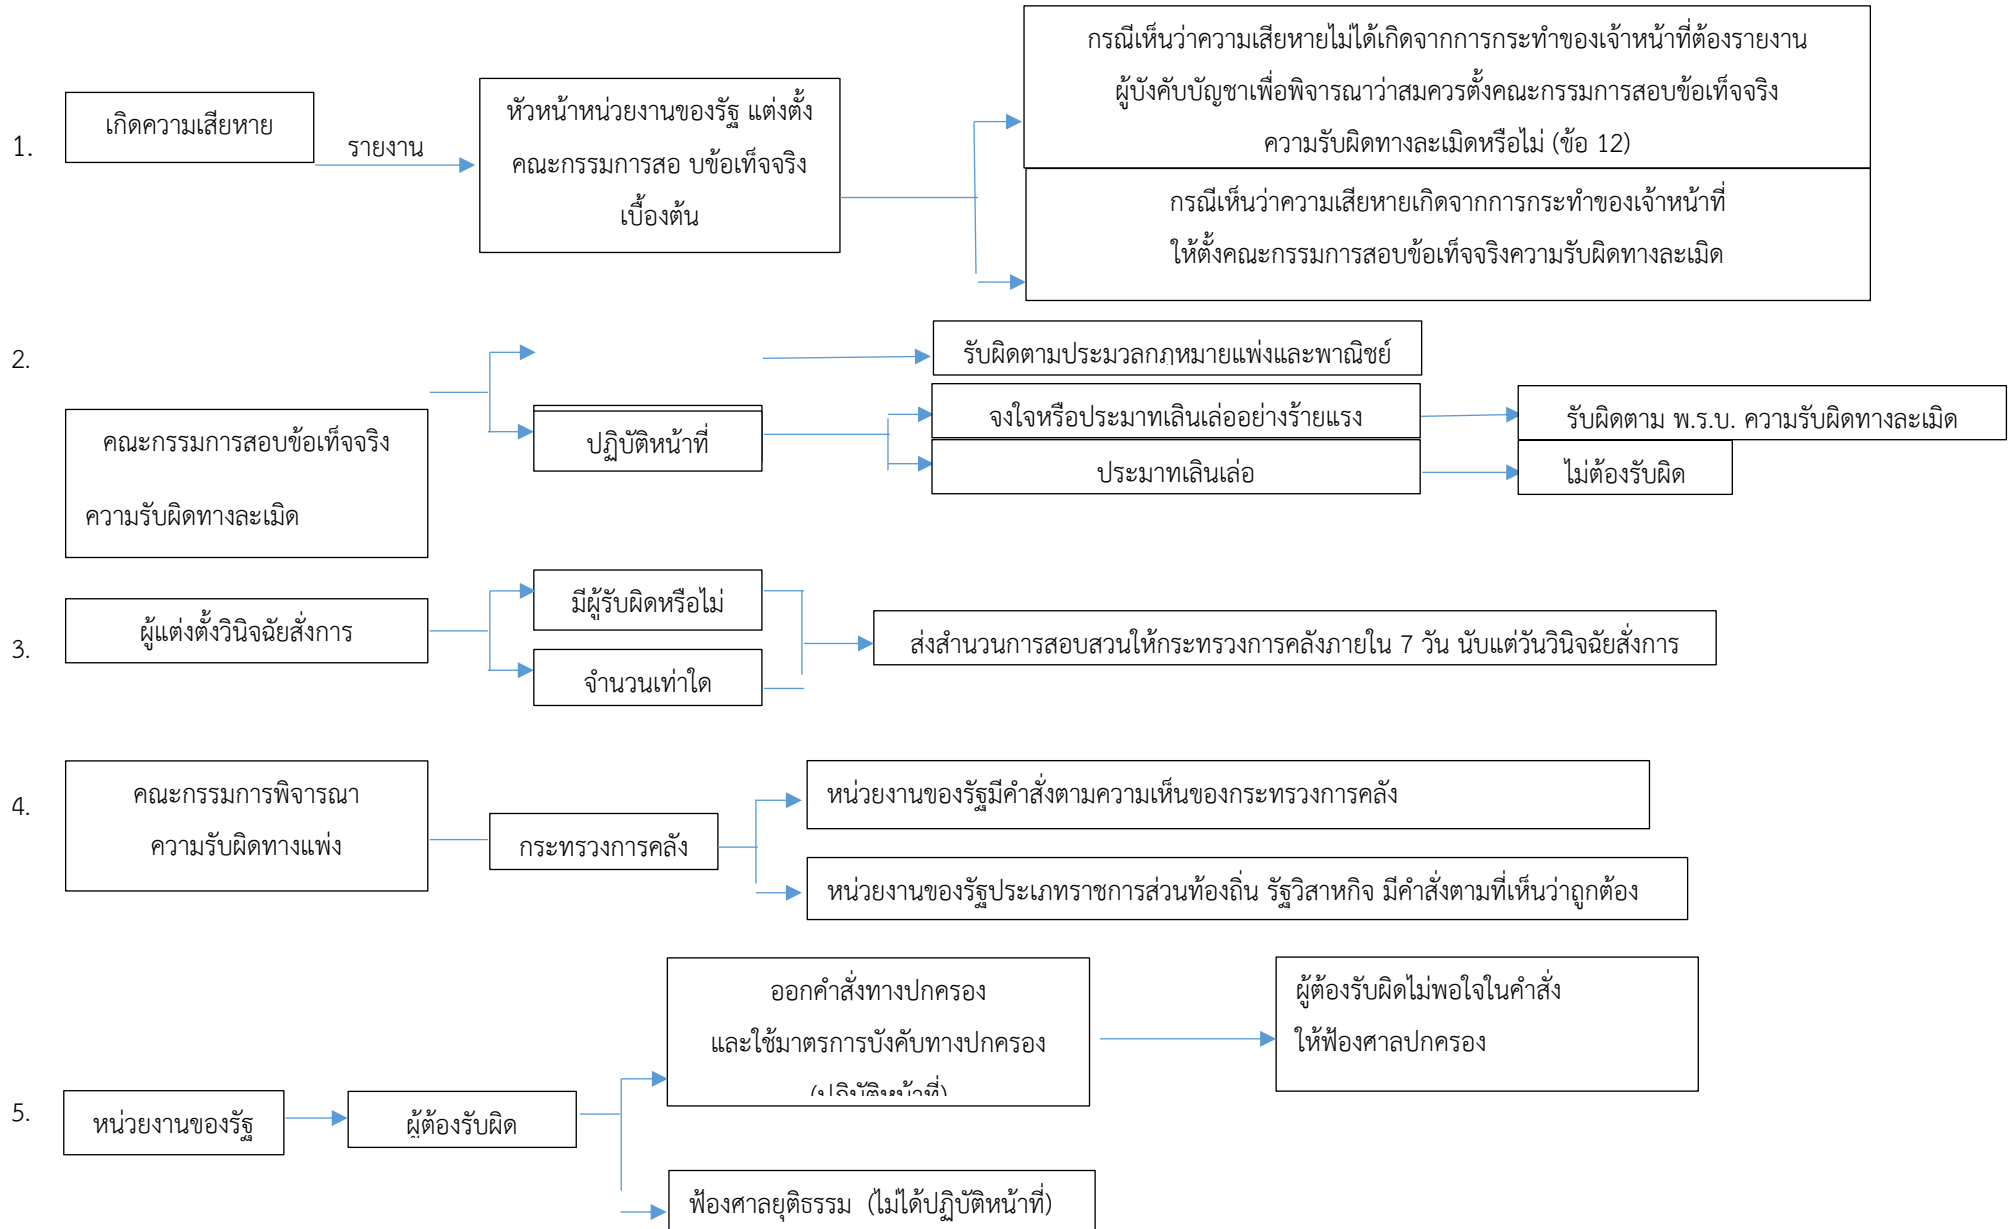 1.
เกิดความเสียหาย
รายงาน
หัวหน้าหน่วยงานของรัฐ แต่งตั้ง
คณะกรรมการสอ บข้อเท็จจริง
เบื้องต้น
กรณีเห็นว่าความเสียหายไม่ได้เกิดจากการกระทำของเจ้าหน้าที่ต้องรายงาน
ผู้บังคับบัญชาเพื่อพิจารณาว่าสมควรตั้งคณะกรรมการสอบข้อเท็จจริง
ความรับผิดทางละเมิดหรือไม่ (ข้อ 12)
กรณีเห็นว่าความเสียหายเกิดจากการกระทำของเจ้าหน้าที่
ให้ตั้งคณะกรรมการสอบข้อเท็จจริงความรับผิดทางละเมิด
2.
คณะกรรมการสอบข้อเท็จจริง
ความรับผิดทางละเมิด
รับผิดตามประมวลกฎหมายแพ่งและพาณิชย์
ปฏิบัติหน้าที่
จงใจหรือประมาทเลินเล่ออย่างร้ายแรง
รับผิดตาม พ.ร.บ. ความรับผิดทางละเมิด
ประมาทเลินเล่อ
ไม่ต้องรับผิด
3.
ผู้แต่งตั้งวินิจฉัยสั่งการ
มีผู้รับผิดหรือไม่
จำนวนเท่าใด
ส่งสำนวนการสอบสวนให้กระทรวงการคลังภายใน 7 วัน นับแต่วันวินิจฉัยสั่งการ
4.
คณะกรรมการพิจารณา
ความรับผิดทางแพ่ง
กระทรวงการคลัง
หน่วยงานของรัฐมีคำสั่งตามความเห็นของกระทรวงการคลัง
หน่วยงานของรัฐประเภทราชการส่วนท้องถิ่น รัฐวิสาหกิจ มีคำสั่งตามที่เห็นว่าถูกต้อง
5.
หน่วยงานของรัฐ
ผู้ต้องรับผิด
ออกคำสั่งทางปกครอง
และใช้มาตรการบังคับทางปกครอง
(ปฏิบัติหน้าที่)
ผู้ต้องรับผิดไม่พอใจในคำสั่ง
ให้ฟ้องศาลปกครอง
ฟ้องศาลยุติธรรม (ไม่ได้ปฏิบัติหน้าที่)